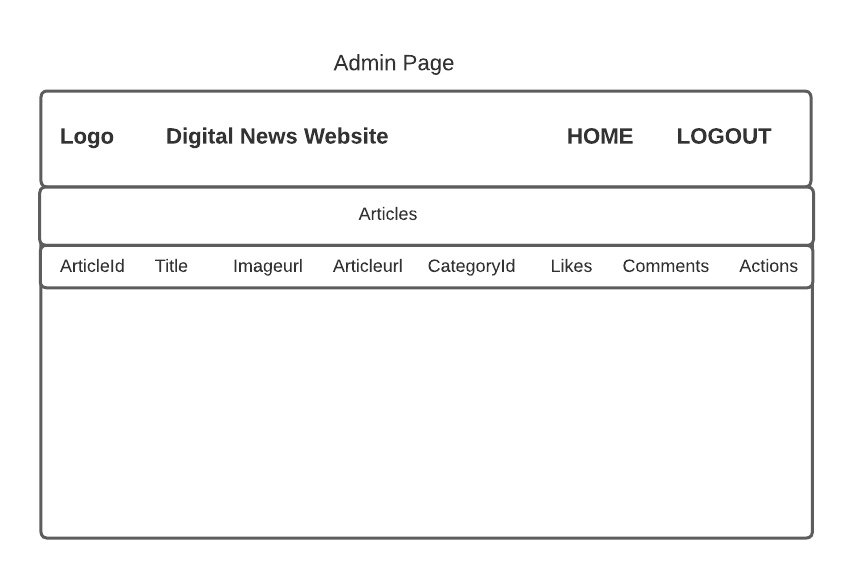 Admin Page
Logo Digital News Website HOME LOGOUT
Articles
ArticleId Title Imageurl Articleurl CategoryId Likes Comments Actions